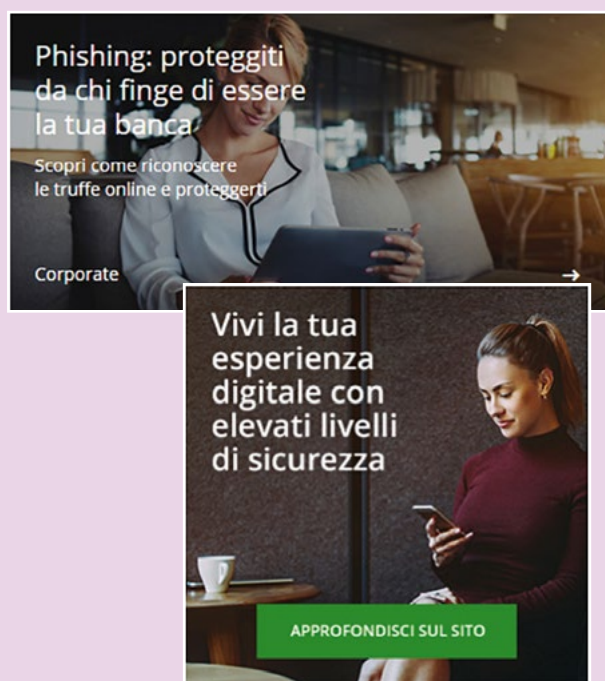 Phishing: proteggiti
da chi finge di essere
la tua banca
Scopri come riconoscere
le truffe online e proteggerti
Corporate
→
Vivi la tua
esperienza
digitale con
elevati livelli
di sicurezza
APPROFONDISCI SUL SITO